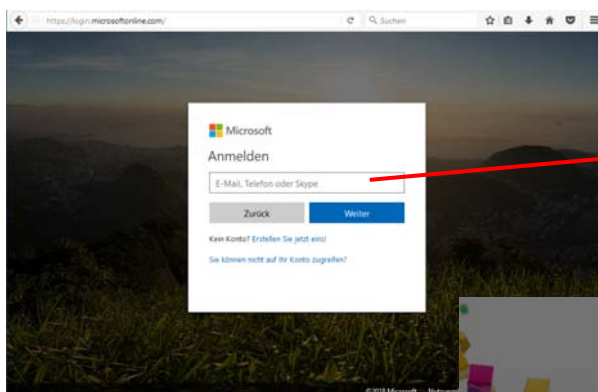 https://login.microsoftonline.com/
Suchen
Microsoft
Anmelden
E-Mail, Telefon oder Skype
Zurück
Weiter
Kein Konto? Erstellen Sie jetzt eins!
Sie können nicht auf Ihr Konto zugreifen?
Microsoft